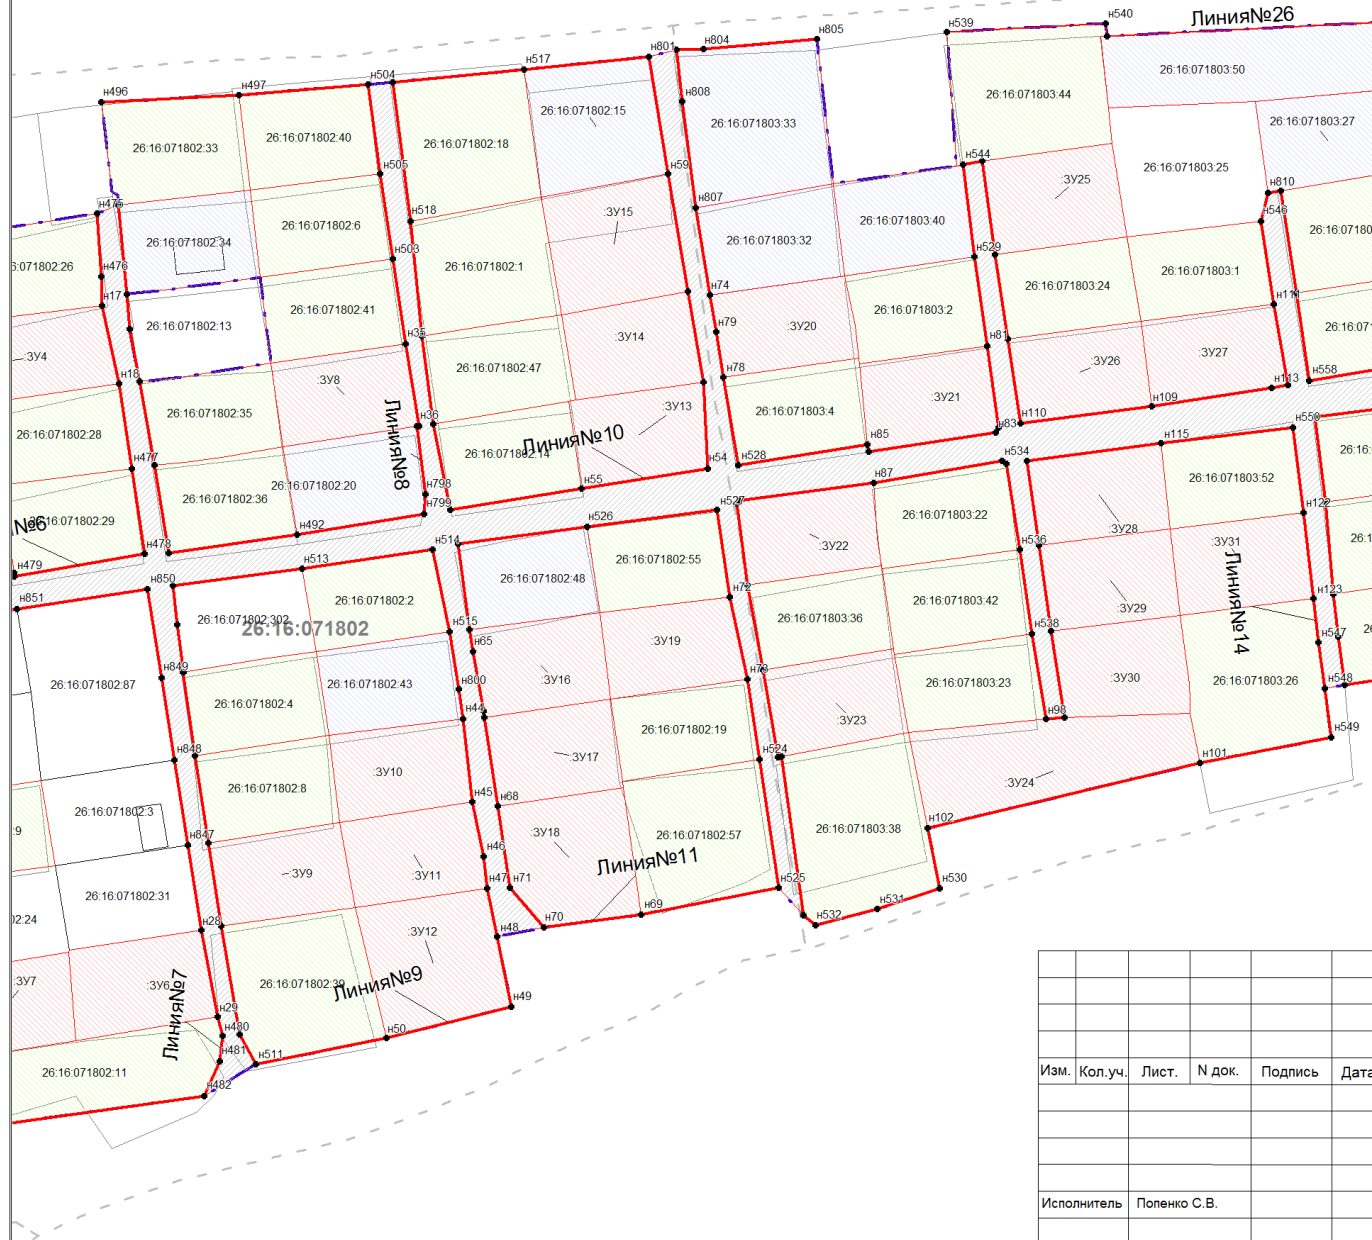 н540
Линия№26
н539
н805
н804
н801
н517
н504
н497
н496
26:16:071803:50
26:16:071803:44
26:16:071803:27
26:16:071803:33
н808
26:16:071802:15
26:16:071802:18
26:16:071802:40
26:16:071802:33
н544
26:16:071803:25
:ЗУ25
н59
н505
н810
н546
н475
н807
н518
:ЗУ15
26:16:071803:40
26:16:071802:6
26:16:071802:34
26:16:071803:32
н529
н503
26:16:071802:1
26:16:071803:1
26:16:071803:24
н476
н17
н74
н111
26:16:071803:2
26:16:071802:41
26:16:071802:13
:ЗУ20
н79
:ЗУ14
н35
н81
:ЗУ4
:ЗУ26
:ЗУ27
26:16:071802:47
н18
:ЗУ8
н78
н113
н558
:ЗУ21
:ЗУ13
26:16:071803:4
н109
н110
н36
26:16:071802:35
Линия№8
Линия№10
н83
н85
н550
26:16:071802:28
н115
26:16:071802:14
н54
н528
н477
н55
н87
н534
26:16:071803:52
26:16:071802:20
26:16:071802:36
н798
н799
н527
н122
26:16:071803:22
26:16:071802:29
н492
н526
:ЗУ28
н478
н514
н536
:ЗУ31
:ЗУ22
н479
н513
26:16:071802:55
26:16:071802:48
н850
н72
н123
Линия№14
:ЗУ29
н851
26:16:071802:2
26:16:071803:42
26:16:071803:36
26:16:071802:302
26:16:071802
н515
н538
н547
н65
:ЗУ19
н849
н73
:ЗУ16
:ЗУ30
н548
26:16:071802:87
26:16:071802:43
н800
26:16:071803:23
26:16:071803:26
26:16:071802:4
н44
н98
:ЗУ23
26:16:071802:19
н549
н848
н524
:ЗУ17
н101
:ЗУ10
26:16:071802:8
:ЗУ24
н45
н68
26:16:071802:3
н102
26:16:071803:38
:ЗУ18
26:16:071802:57
н847
н46
Линия№11
:ЗУ9
:ЗУ11
н47
н71
н525
н530
26:16:071802:31
н531
н28
н48
н70
н69
н532
:ЗУ12
:ЗУ7
:ЗУ6
26:16:071802:39
Линия№9
Линия№7
н49
н29
н480
н50
н481
н511
26:16:071802:11
н482
Изм. Кол.уч. Лист. N док. Подпись Дата
Исполнитель Попенко С.В.